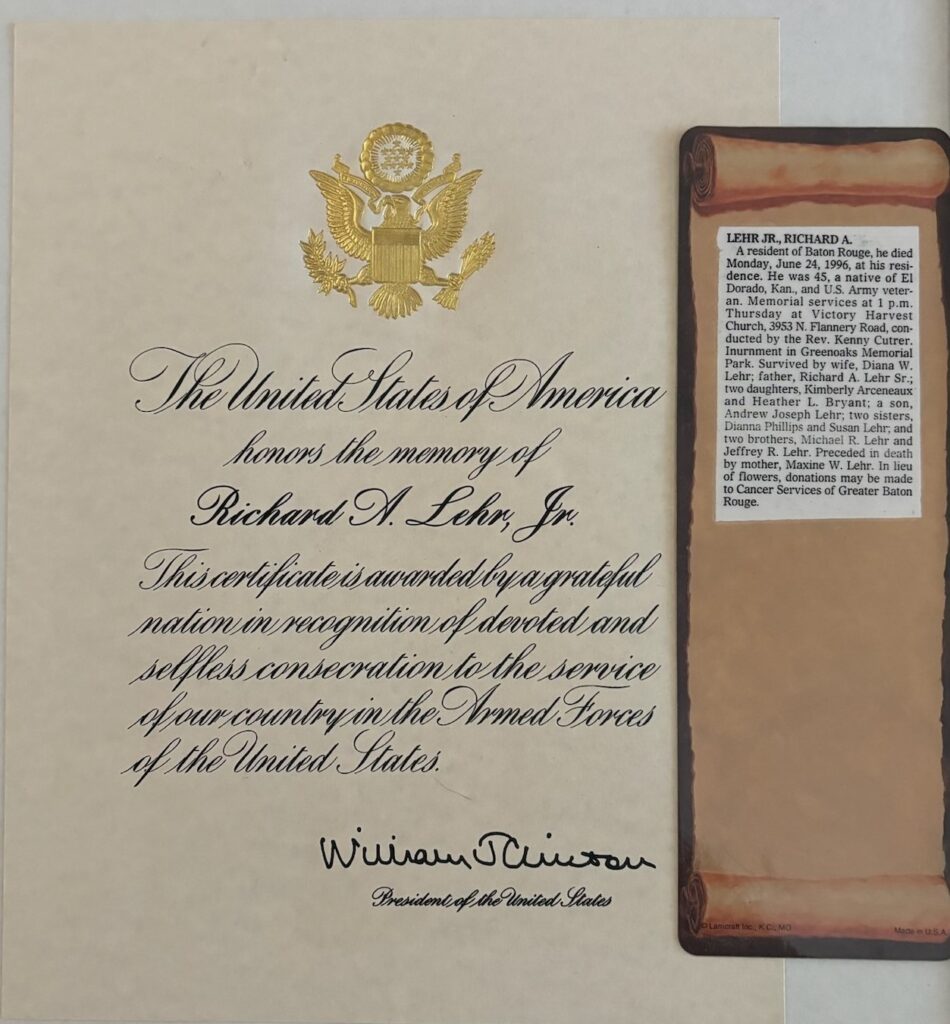 The United States of America
honors the memory of
Richard A. Lehr, Jr.
This certificate is awarded by a grateful
nation in recognition of devoted and
selfless consecration to the service
of our country in the Armed Forces
of the United States.
William J Clinton
President of the United States
LEHR JR., RICHARD A.
A resident of Baton Rouge, he died
Monday, June 24, 1996, at his resi-
dence. He was 45, a native of El
Dorado, Kan., and U.S. Army veter-
an. Memorial services at 1 p.m.
Thursday at Victory Harvest
Church, 3953 N. Flannery Road, con-
ducted by the Rev. Kenny Cutrer.
Inurnment in Greenoaks Memorial
Park. Survived by wife, Diana W.
Lehr; father, Richard A. Lehr Sr.;
two daughters, Kimberly Arceneaux
and Heather L. Bryant; a son,
Andrew Joseph Lehr; two sisters,
Dianna Phillips and Susan Lehr; and
two brothers, Michael R. Lehr and
Jeffrey R. Lehr. Preceded in death
by mother, Maxine W. Lehr. In lieu
of flowers, donations may be made
to Cancer Services of Greater Baton
Rouge.
© Lamcraft Inc., K.C., MO
Made in U.S.A.